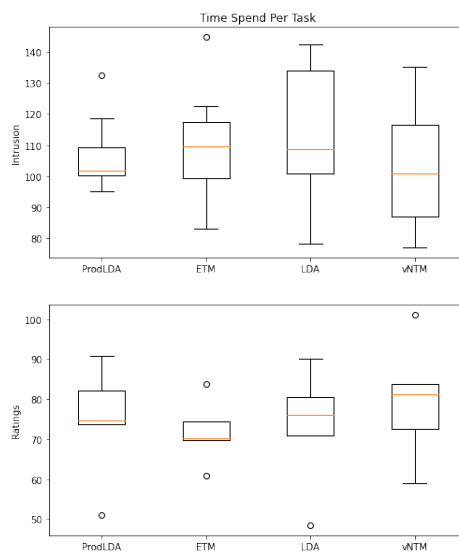 Time Spend Per Task
140
130
120
110
100
90
80
Intrusion
ProdLDA ETM LDA vNTM
100
90
80
70
60
50
Ratings
ProdLDA ETM LDA vNTM